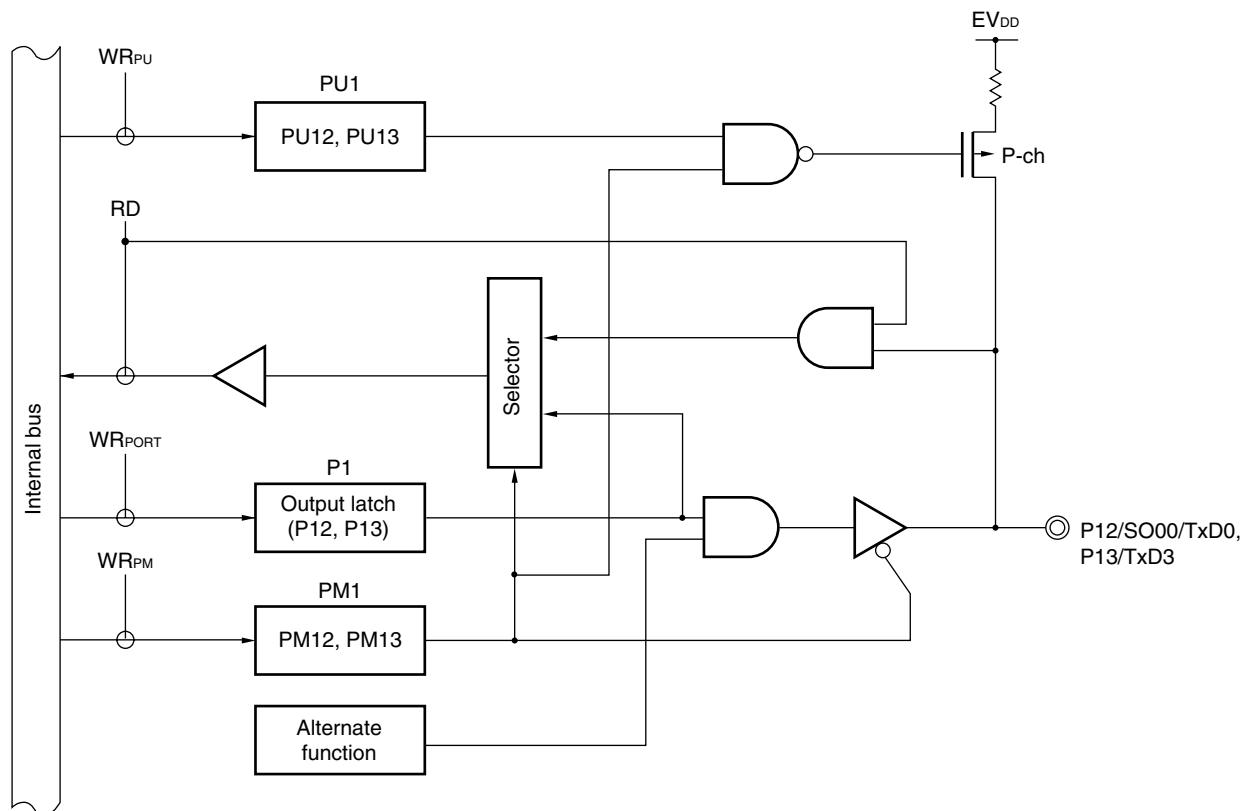 EVDD
WRPU
PU1
PU12, PU13
P-ch
RD
Selector
Internal bus
WRPORT
P1
Output latch
(P12, P13)
P12/SO00/TxD0,
P13/TxD3
WRPM
PM1
PM12, PM13
Alternate
function